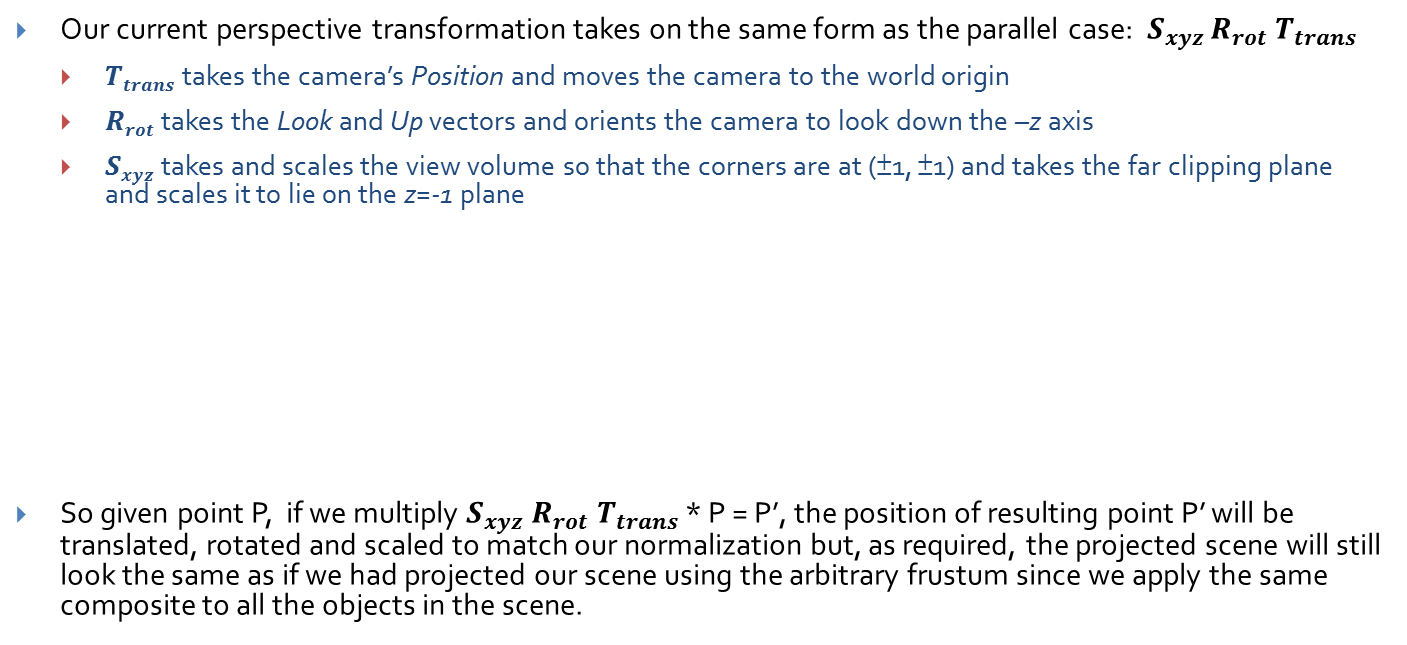 Our current perspective transformation takes on the same form as the parallel case: Sxyz Rrot Ttrans
Ttrans takes the camera’s Position and moves the camera to the world origin
Rrot takes the Look and Up vectors and orients the camera to look down the –z axis
Sxyz takes and scales the view volume so that the corners are at (±1, ±1) and takes the far clipping plane
and scales it to lie on the z=-1 plane
So given point P, if we multiply Sxyz Rrot Ttrans * P = P’, the position of resulting point P’ will be
translated, rotated and scaled to match our normalization but, as required, the projected scene will still
look the same as if we had projected our scene using the arbitrary frustum since we apply the same
composite to all the objects in the scene.